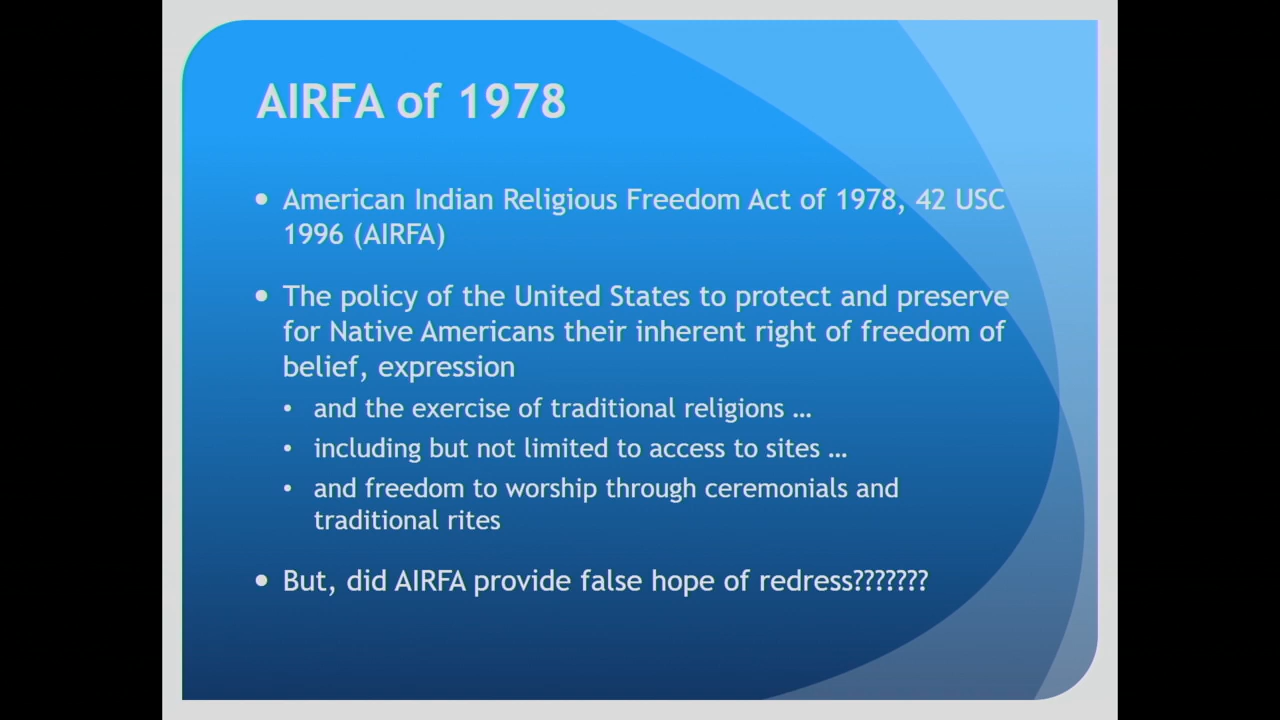 AIRFA of 1978
• American Indian Religious Freedom Act of 1978, 42 USC
1996 (AIRFA)
• The policy of the United States to protect and preserve
for Native Americans their inherent right of freedom of
belief, expression
• and the exercise of traditional religions …
• including but not limited to access to sites …
• and freedom to worship through ceremonials and
traditional rites
• But, did AIRFA provide false hope of redress???????